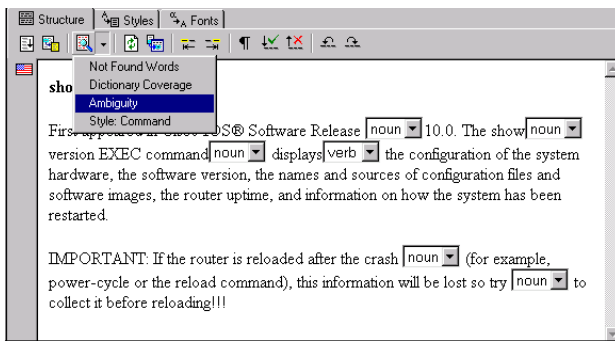 Structure Styles Fonts
Not Found Words
Dictionary Coverage
Ambiguity
Style: Command
sho
First appeared in Cisco IOS® Software Release noun 10.0. The show noun
version EXEC command noun displays verb the configuration of the system
hardware, the software version, the names and sources of configuration files and
software images, the router uptime, and information on how the system has been
restarted.
IMPORTANT: If the router is reloaded after the crash noun (for example,
power-cycle or the reload command), this information will be lost so try noun to
collect it before reloading!!!